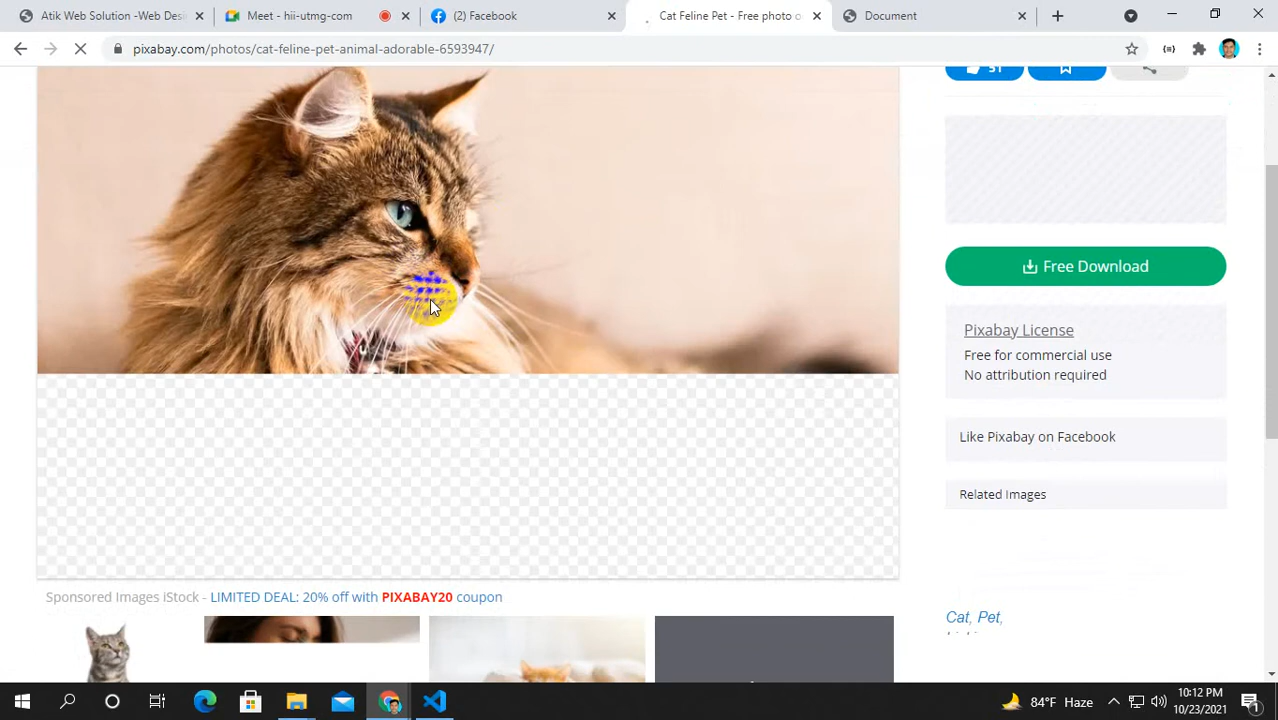 Atik Web Solution -Web Desi
Meet - hii-utmg-com
(2) Facebook
Cat Feline Pet - Free photo o
Document
pixabay.com/photos/cat-feline-pet-animal-adorable-6593947/
51
Free Download
Pixabay License
Free for commercial use
No attribution required
Like Pixabay on Facebook
Related Images
Sponsored Images iStock - LIMITED DEAL: 20% off with PIXABAY20 coupon
Cat, Pet,
84°F Haze
10:12 PM
10/23/2021